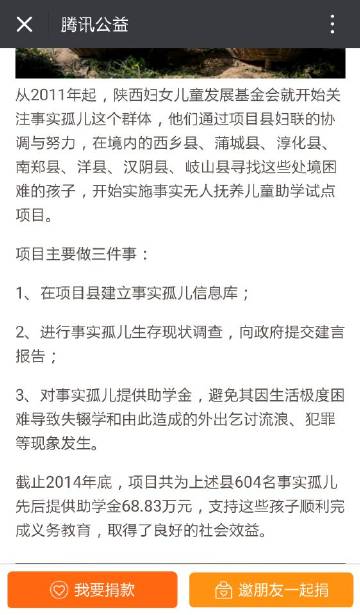 腾讯公益
从2011年起，陕西妇女儿童发展基金会就开始关
注事实孤儿这个群体，他们通过项目县妇联的协
调与努力，在境内的西乡县、蒲城县、淳化县、
南郑县、洋县、汉阴县、岐山县寻找这些处境困
难的孩子，开始实施事实无人抚养儿童助学试点
项目。
项目主要做三件事：
1、在项目县建立事实孤儿信息库；
2、进行事实孤儿生存现状调查，向政府提交建言
报告；
3、对事实孤儿提供助学金，避免其因生活极度困
难导致失辍学和由此造成的外出乞讨流浪、犯罪
等现象发生。
截止2014年底，项目共为上述县604名事实孤儿
先后提供助学金68.83万元，支持这些孩子顺利完
成义务教育，取得了良好的社会效益。
我要捐款
邀朋友一起捐